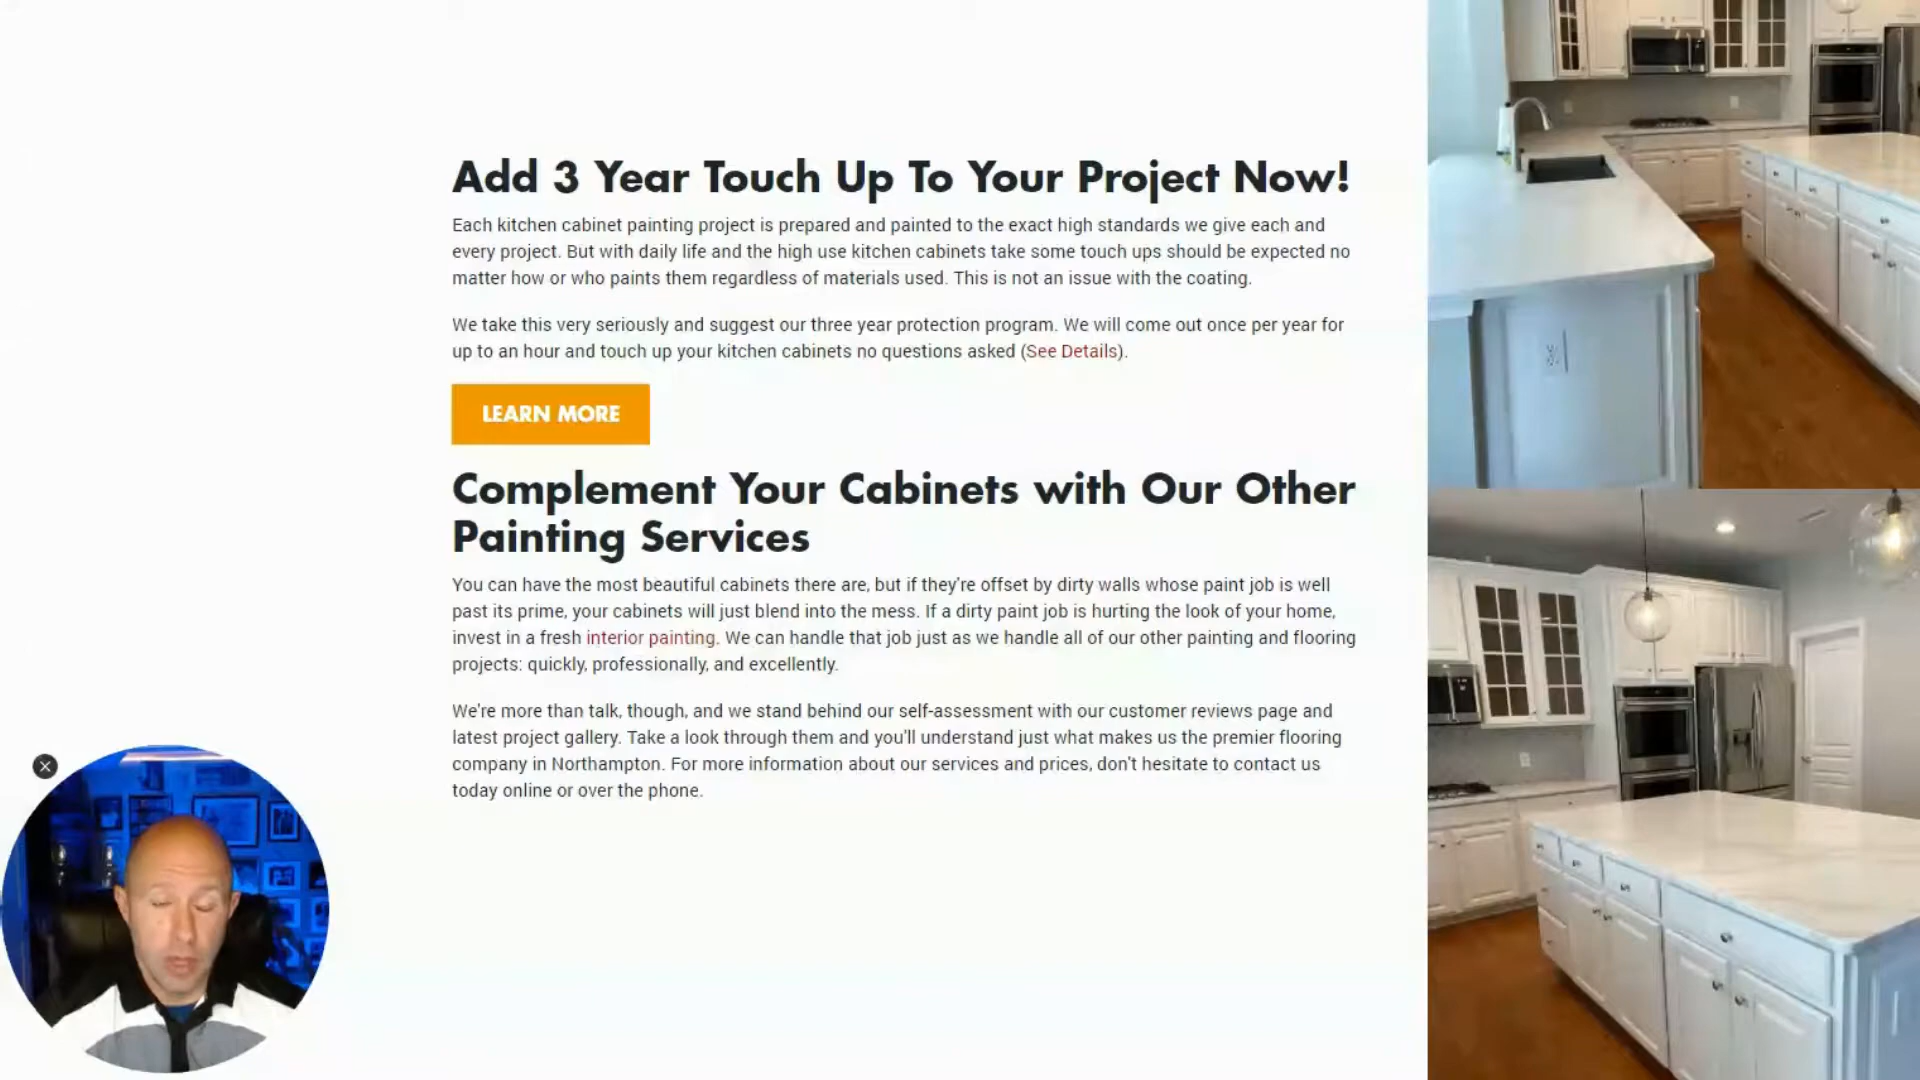 Add 3 Year Touch Up To Your Project Now!
Each kitchen cabinet painting project is prepared and painted to the exact high standards we give each and
every project. But with daily life and the high use kitchen cabinets take some touch ups should be expected no
matter how or who paints them regardless of materials used. This is not an issue with the coating.
We take this very seriously and suggest our three year protection program. We will come out once per year for
up to an hour and touch up your kitchen cabinets no questions asked (See Details).
LEARN MORE
Complement Your Cabinets with Our Other
Painting Services
You can have the most beautiful cabinets there are, but if they're offset by dirty walls whose paint job is well
past its prime, your cabinets will just blend into the mess. If a dirty paint job is hurting the look of your home,
invest in a fresh interior painting. We can handle that job just as we handle all of our other painting and flooring
projects: quickly, professionally, and excellently.
We're more than talk, though, and we stand behind our self-assessment with our customer reviews page and
latest project gallery. Take a look through them and you'll understand just what makes us the premier flooring
company in Northampton. For more information about our services and prices, don't hesitate to contact us
today online or over the phone.